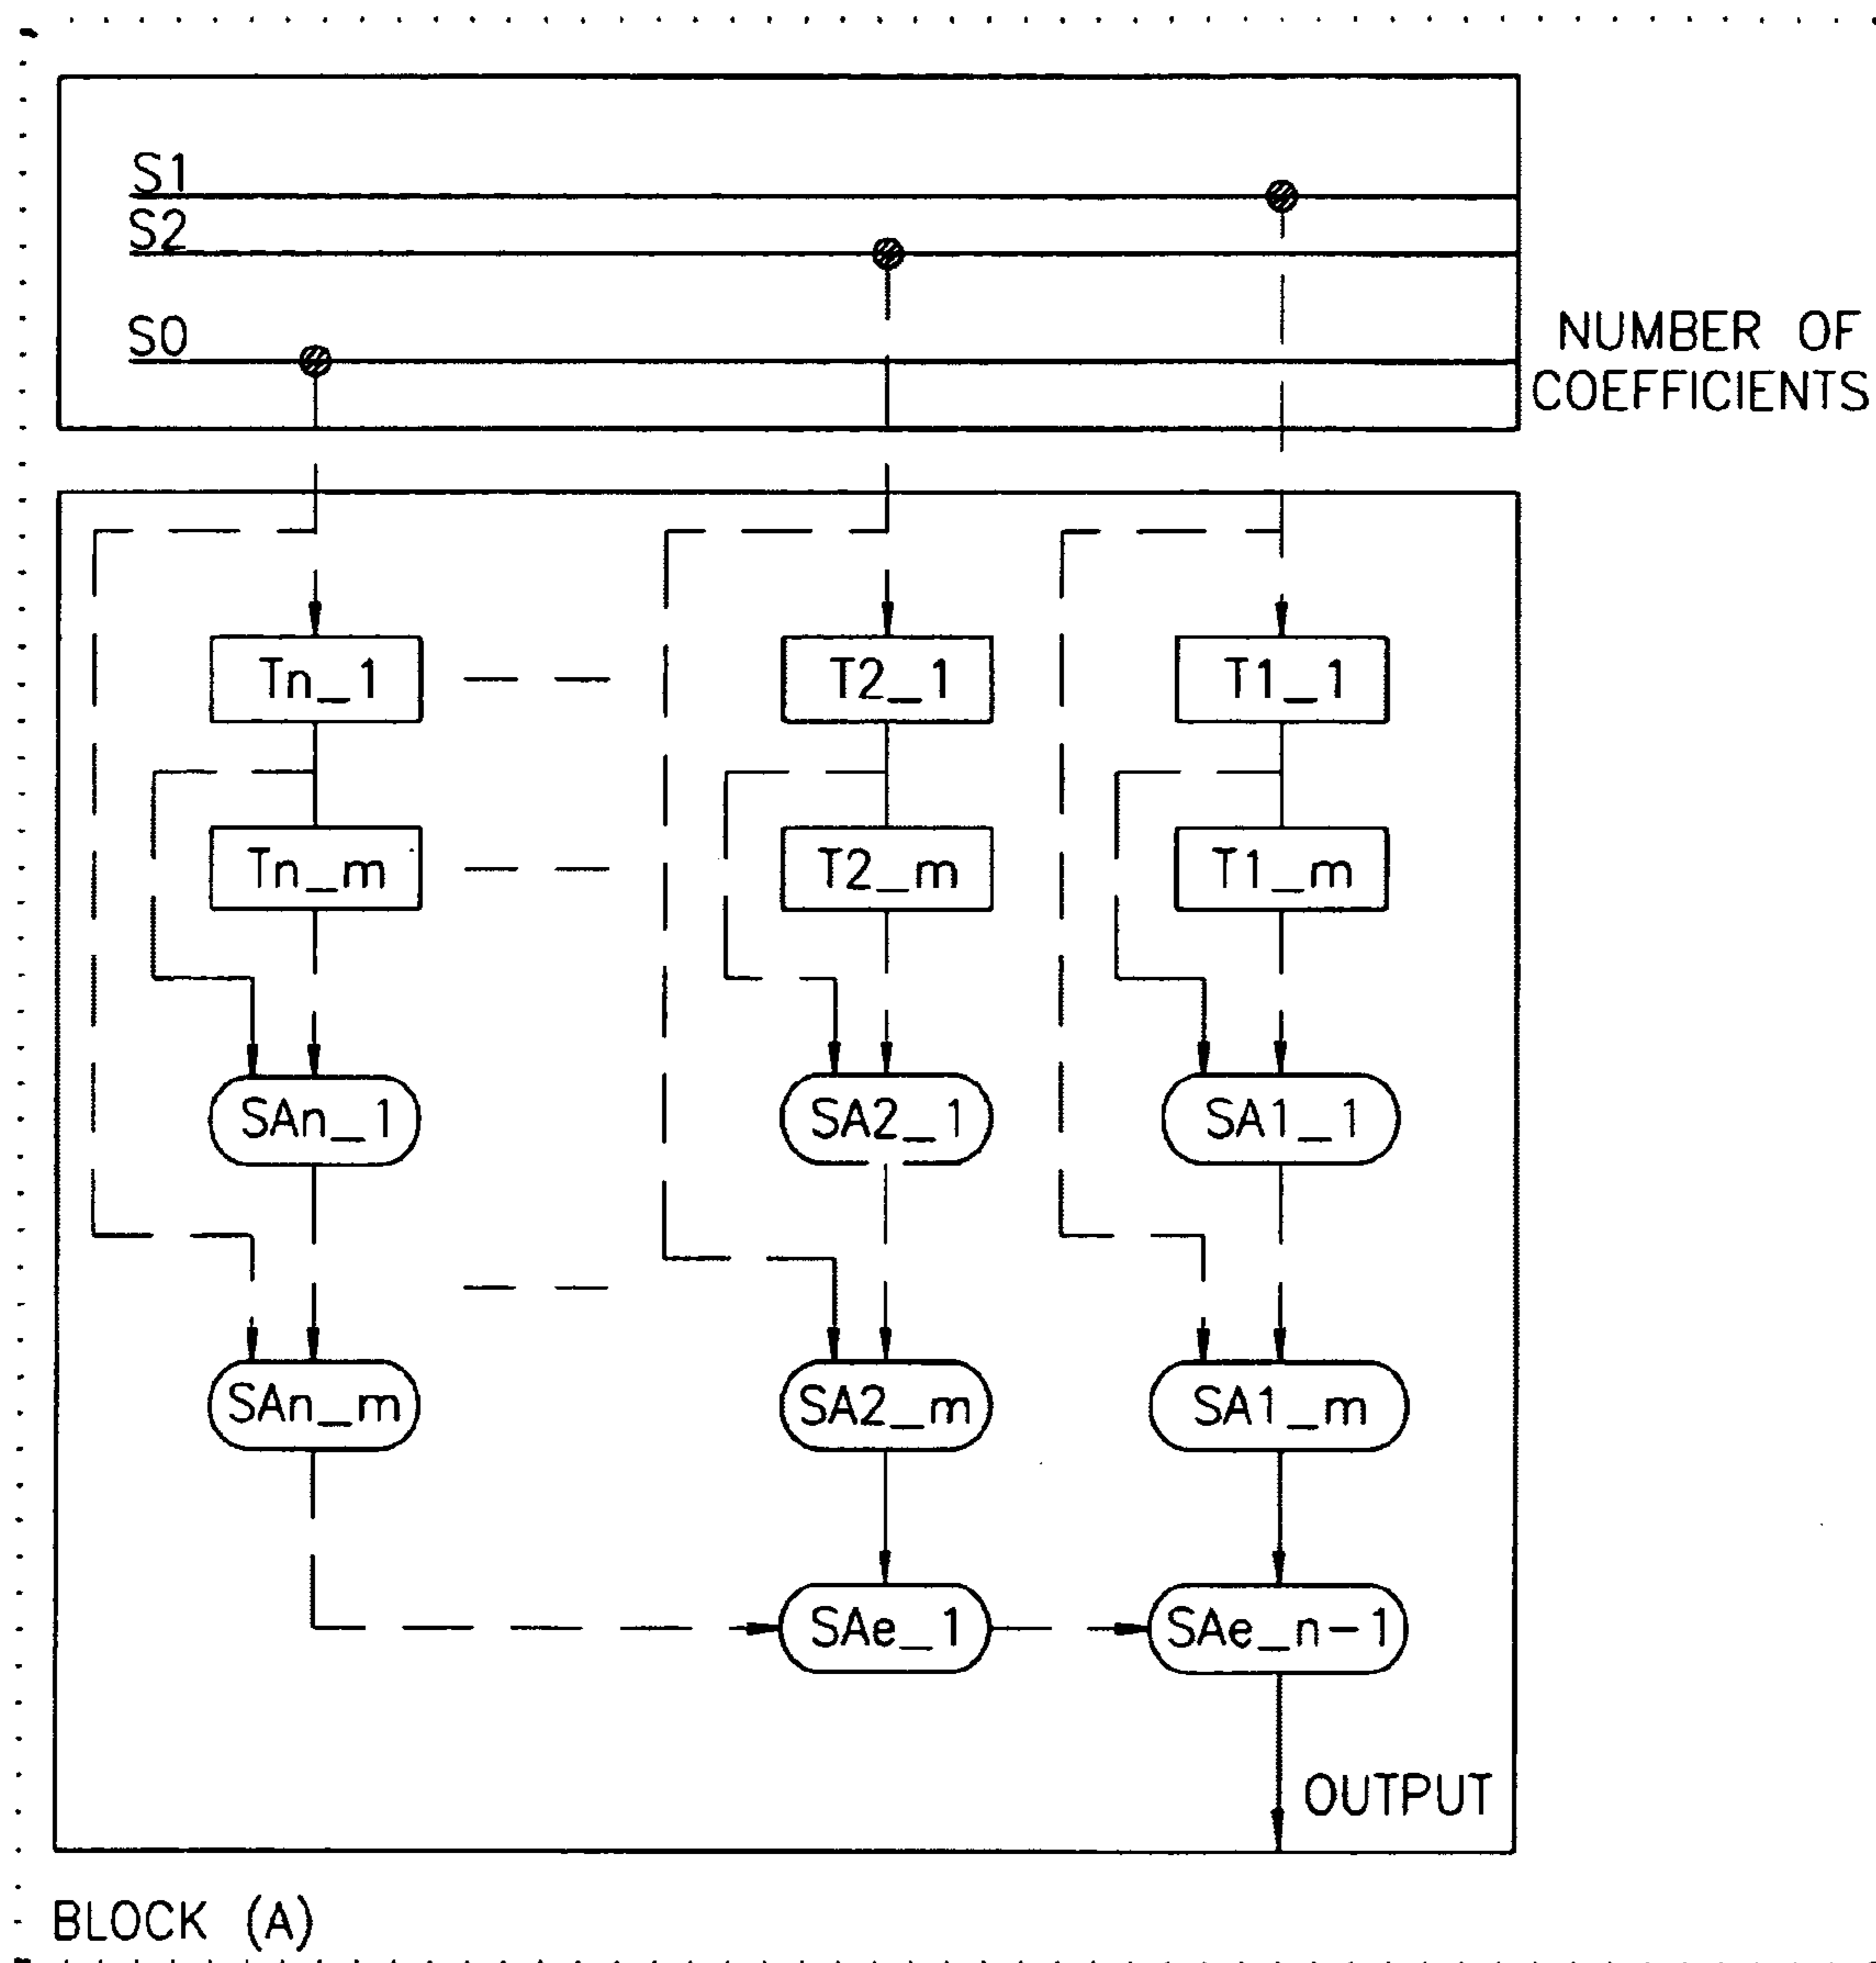 S1
S2
S0
NUMBER OF
COEFFICIENTS
Tn_1
T2_1
T1_1
Tn_m
T2_m
T1_m
SAn_1
SA2_1
SA1_1
SAn_m
SA2_m
SA1_m
SAe_1
SAe_n-1
OUTPUT
BLOCK (A)